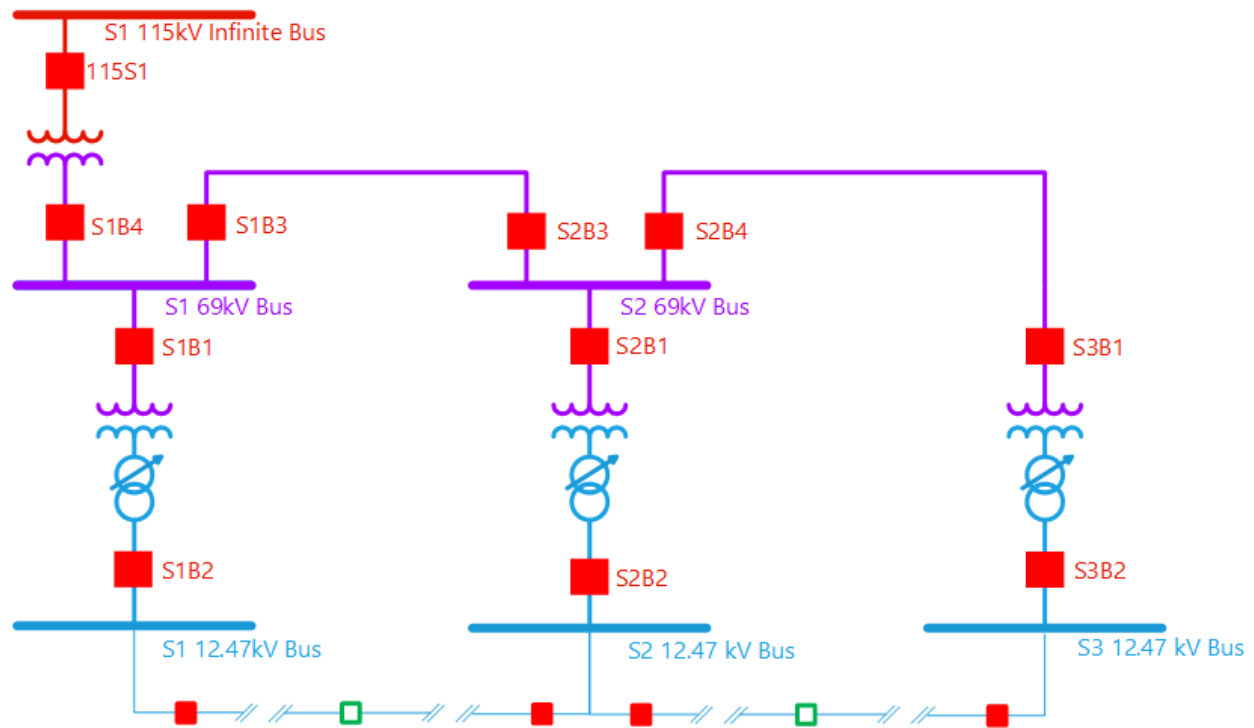 S1 115kV Infinite Bus
115S1
S1B4
S1B3
S2B3
S2B4
S1 69kV Bus
S2 69kV Bus
S1B1
S2B1
S3B1
S1B2
S2B2
S3B2
S1 12.47kV Bus
S2 12.47 kV Bus
S3 12.47 kV Bus